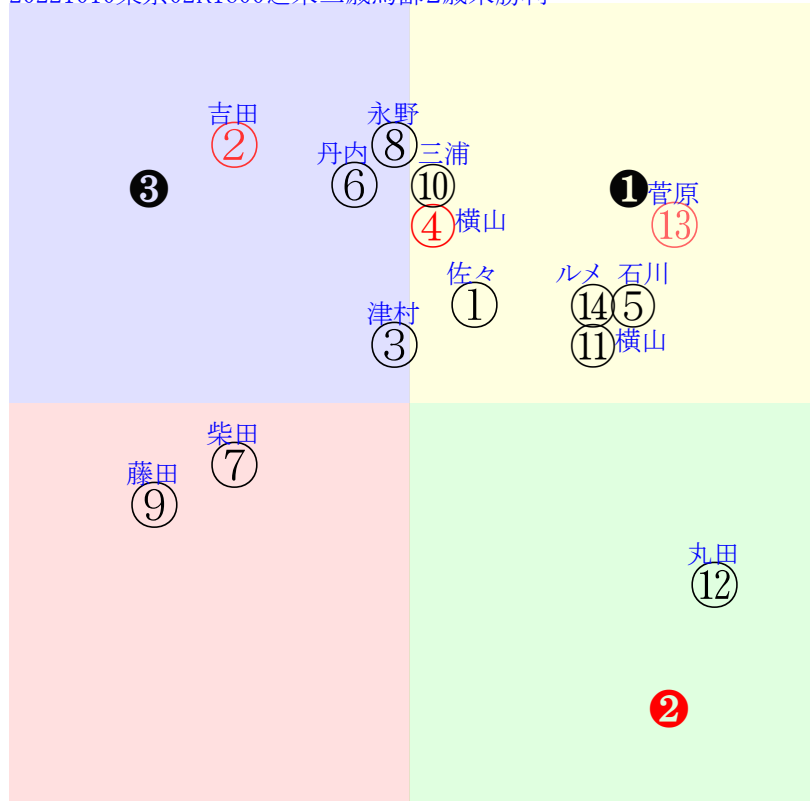 吉田
②
永野
⑧
丹内
⑥
三浦
⑩
④
横山
❸
❶
菅原
⑬
佐々
①
ルメ
⑭
石川
⑤
⑪
横山
津村
③
柴田
⑦
藤田
⑨
丸田
⑫
❷